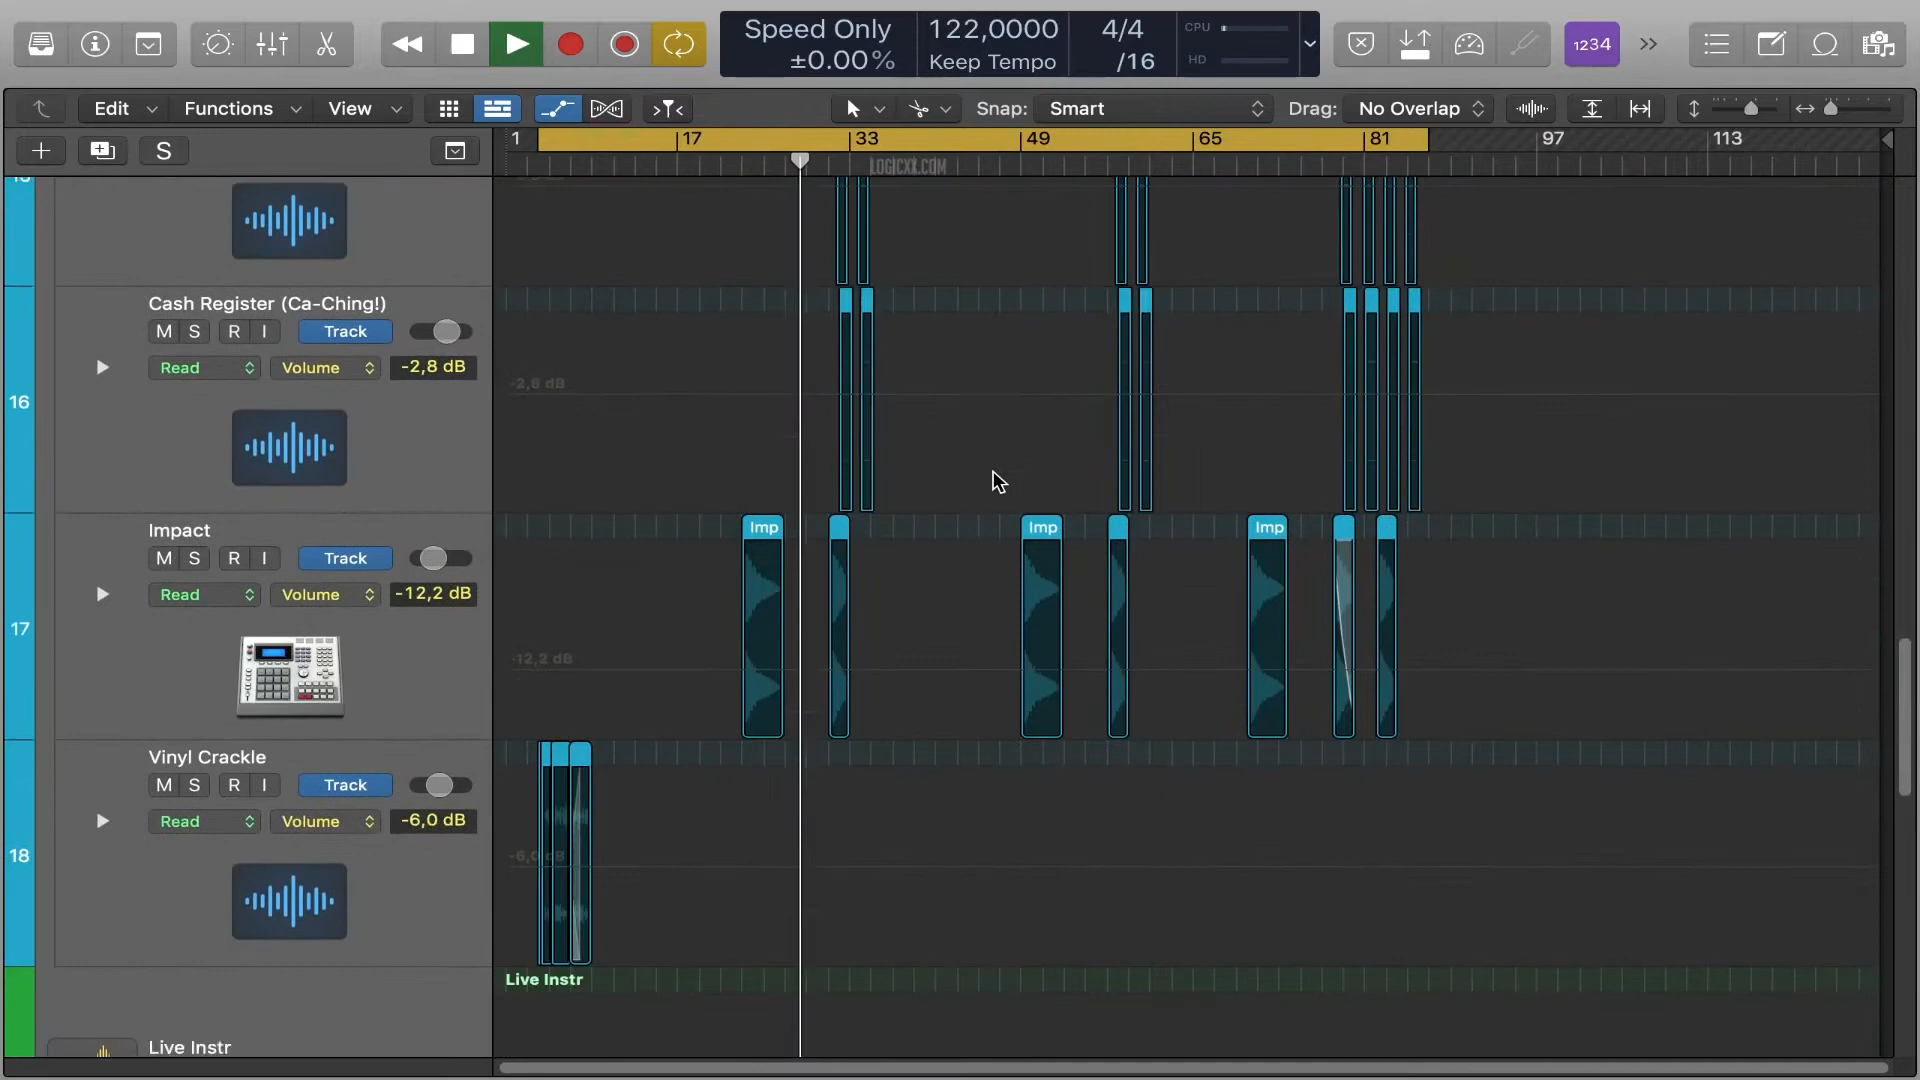 Speed Only
±0.00%
122,0000
Keep Tempo
4/4
/16
CPU
HD
1234
Edit
Functions
View
Snap:
Smart
Drag:
No Overlap
S
1
17
33
49
65
81
97
113
LOGICXX.COM
Cash Register (Ca-Ching!)
M S R I Track
Read Volume -2,8 dB
-2,8 dB
16
Impact
Imp
Imp
Imp
M S R I Track
Read Volume -12,2 dB
17
-12,2 dB
Vinyl Crackle
M S R I Track
Read Volume -6,0 dB
18
-6,0 dB
Live Instr
Live Instr